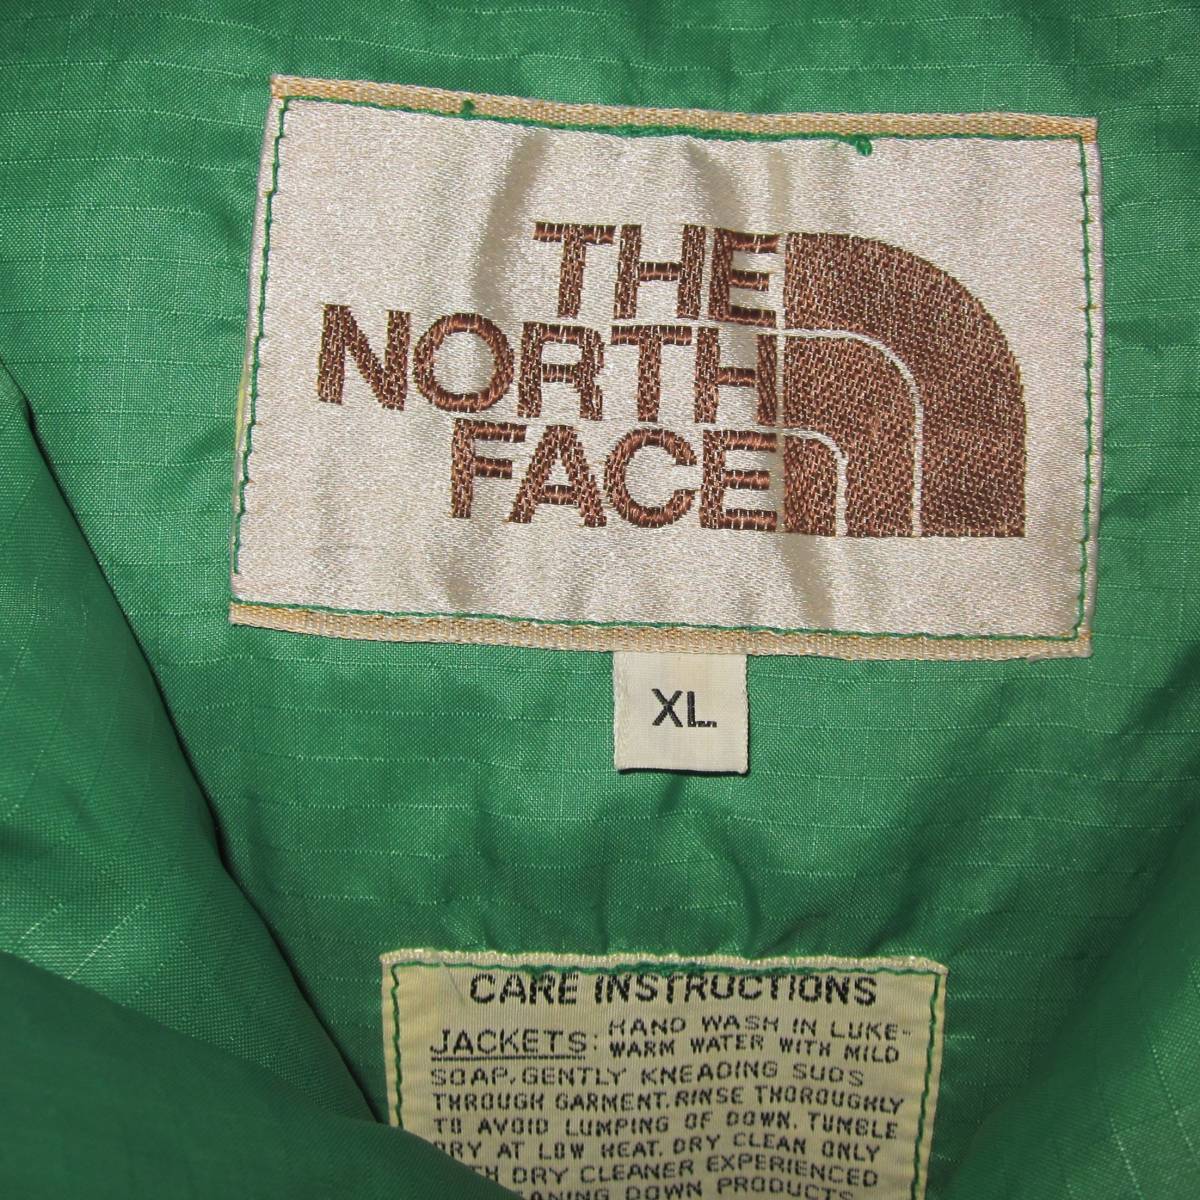 THE
NORTH
FACE
XL
CARE INSTRUCTIONS
JACKETS: HAND WASH IN LUKE-
WARM WATER WITH MILD
SOAP, GENTLY KNEADING SUDS
THROUGH GARMENT. RINSE THOROUGHLY
TO AVOID LUMPING OF DOWN. TUMBLE
DRY AT LOW HEAT. DRY CLEAN ONLY
DRY CLEANER EXPERIENCED
DOWN PRODUCTS